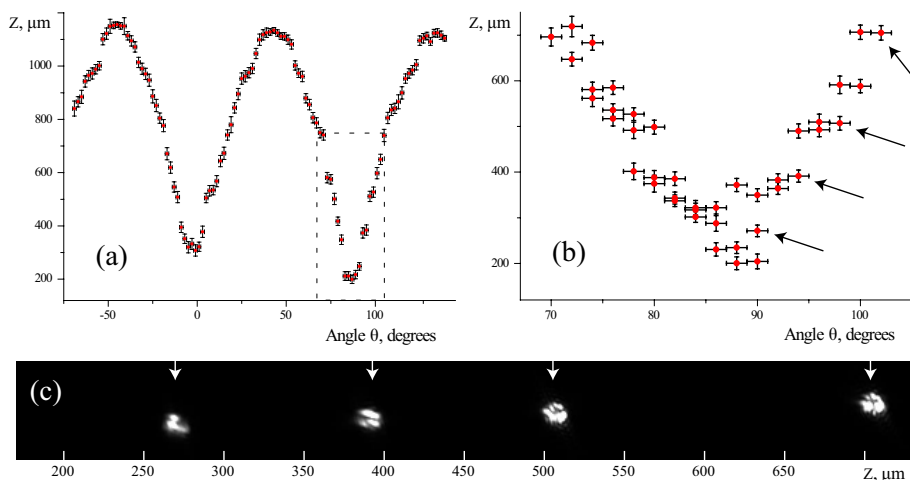 Z, μm
1000
800
600
400
200
(a)
-50
0
50
100
Angle θ, degrees
Z, μm
600
400
200
(b)
70
80
90
100
Angle θ, degrees
(c)
200 250 300 350 400 450 500 550 600 650 Z, μm